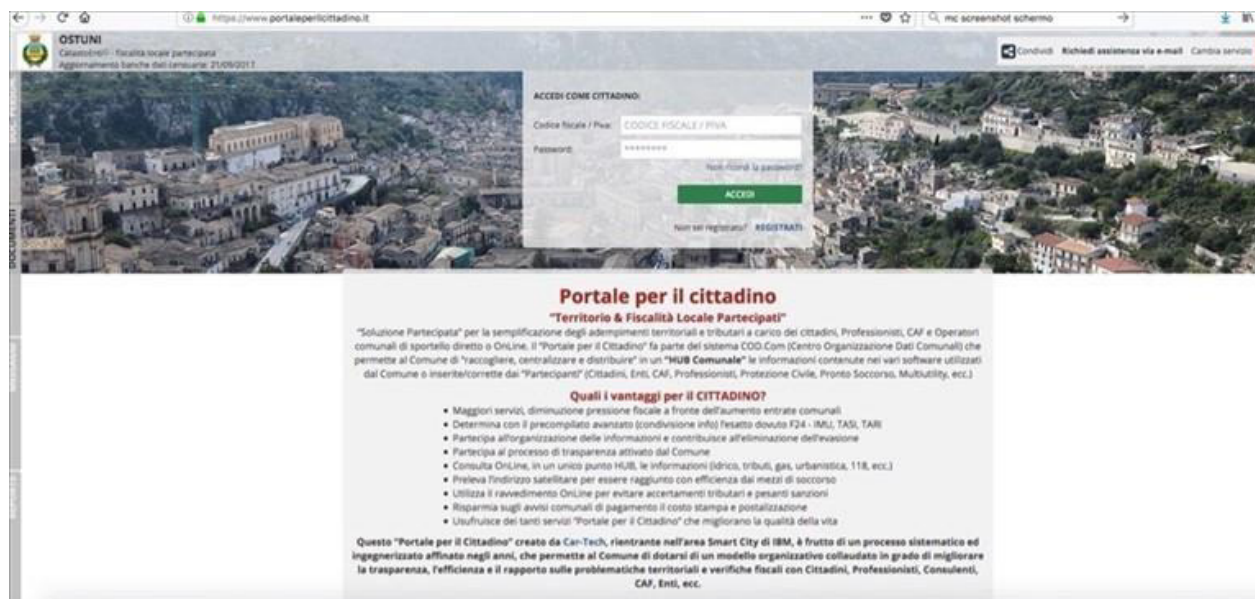 https://www.portaleperilcittadino.it
mc screenshot schermo
OSTUNI
CatastoEnti® - fiscalità locale partecipata
Aggiornamento banche dati censuarie: 21/09/2017
Condividi Richiedi assistenza via e-mail Cambia servizio
ACCEDI COME CITTADINO:
Codice fiscale / Piva: CODICE FISCALE / PIVA
Password:
Non ricordi la password?
ACCEDI
Non sei registrato? REGISTRATI
DOCUMENTI
Portale per il cittadino
"Territorio & Fiscalità Locale Partecipati"
"Soluzione Partecipata" per la semplificazione degli adempimenti territoriali e tributari a carico dei cittadini, Professionisti, CAF e Operatori
comunali di sportello diretto o OnLine. Il "Portale per il Cittadino" fa parte del sistema COD.Com (Centro Organizzazione Dati Comunali) che
permette al Comune di "raccogliere, centralizzare e distribuire" in un "HUB Comunale" le informazioni contenute nei vari software utilizzati
dal Comune o inserite/corrette dai "Partecipanti" (Cittadini, Enti, CAF, Professionisti, Protezione Civile, Pronto Soccorso, Multiutility, ecc.)
Quali i vantaggi per il CITTADINO?
• Maggiori servizi, diminuzione pressione fiscale a fronte dell'aumento entrate comunali
• Determina con il precompilato avanzato (condivisione info) l'esatto dovuto F24 - IMU, TASI, TARI
• Partecipa all'organizzazione delle informazioni e contribuisce all'eliminazione dell'evasione
• Partecipa al processo di trasparenza attivato dal Comune
• Consulta OnLine, in un unico punto HUB, le informazioni (idrico, tributi, gas, urbanistica, 118, ecc.)
• Preleva l'indirizzo satellitare per essere raggiunto con efficienza dai mezzi di soccorso
• Utilizza il ravvedimento OnLine per evitare accertamenti tributari e pesanti sanzioni
• Risparmia sugli avvisi comunali di pagamento il costo stampa e postalizzazione
• Usufruisce dei tanti servizi "Portale per il Cittadino" che migliorano la qualità della vita
Questo "Portale per il Cittadino" creato da Car-Tech, rientrante nell'area Smart City di IBM, è frutto di un processo sistematico ed
ingegnerizzato affinato negli anni, che permette al Comune di dotarsi di un modello organizzativo collaudato in grado di migliorare
la trasparenza, l'efficienza e il rapporto sulle problematiche territoriali e verifiche fiscali con Cittadini, Professionisti, Consulenti,
CAF, Enti, ecc.